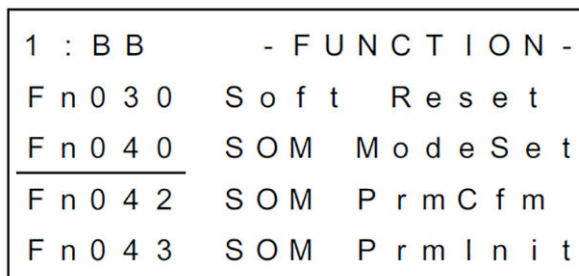 1 : BB -FUNCTION-
Fn030 Soft Reset
Fn040 SOM ModeSet
Fn042 SOM PrmCfm
Fn043 SOM PrmInit